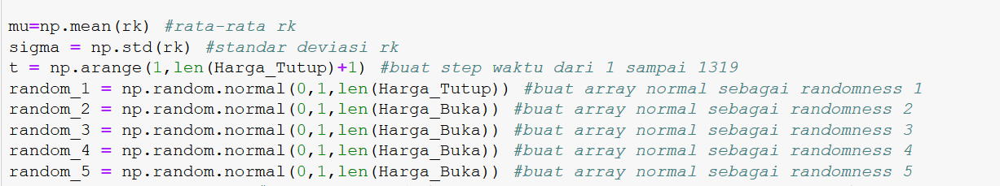 mu=np.mean(rk) #rata-rata rk
sigma = np.std(rk) #standar deviasi rk
t = np.arange(1,len(Harga_Tutup)+1) #buat step waktu dari 1 sampai 1319
random_1 = np.random.normal(0,1,len(Harga_Tutup)) #buat array normal sebagai randomness 1
random_2 = np.random.normal(0,1,len(Harga_Buka)) #buat array normal sebagai randomness 2
random_3 = np.random.normal(0,1,len(Harga_Buka)) #buat array normal sebagai randomness 3
random_4 = np.random.normal(0,1,len(Harga_Buka)) #buat array normal sebagai randomness 4
random_5 = np.random.normal(0,1,len(Harga_Buka)) #buat array normal sebagai randomness 5